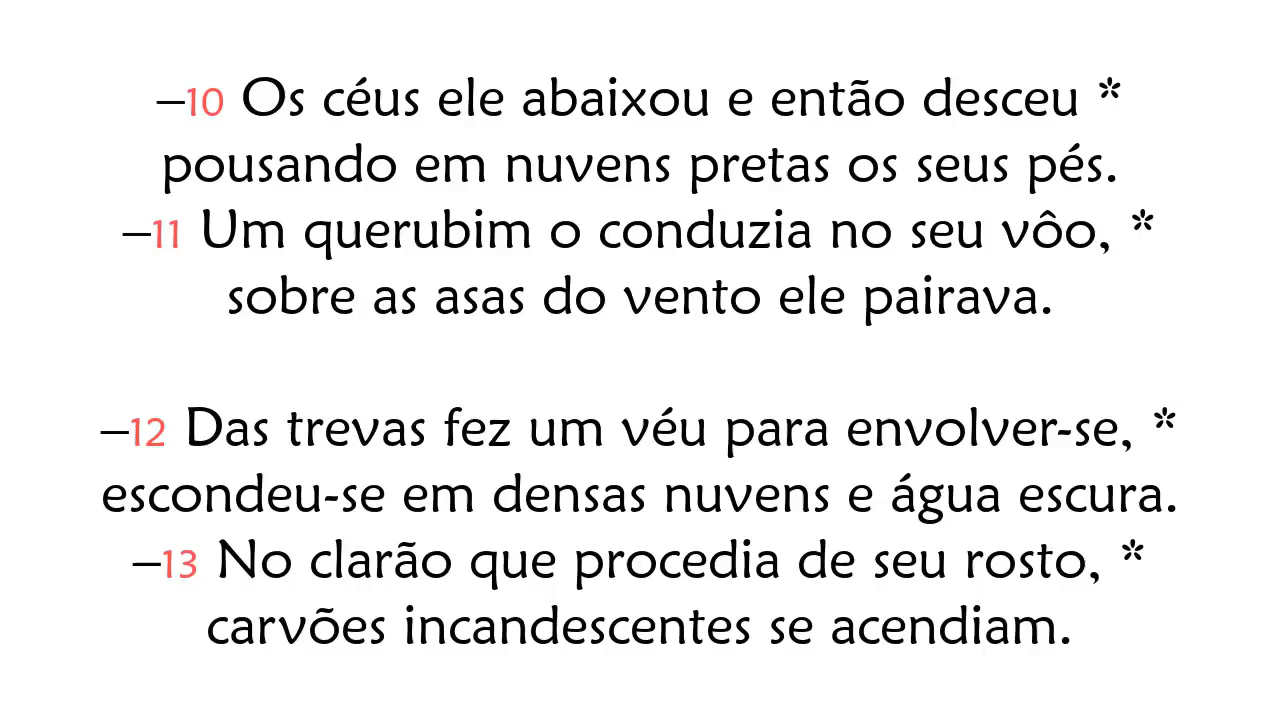 –10 Os céus ele abaixou e então desceu *
pousando em nuvens pretas os seus pés.
–11 Um querubim o conduzia no seu vôo, *
sobre as asas do vento ele pairava.
–12 Das trevas fez um véu para envolver-se, *
escondeu-se em densas nuvens e água escura.
–13 No clarão que procedia de seu rosto, *
carvões incandescentes se acendiam.